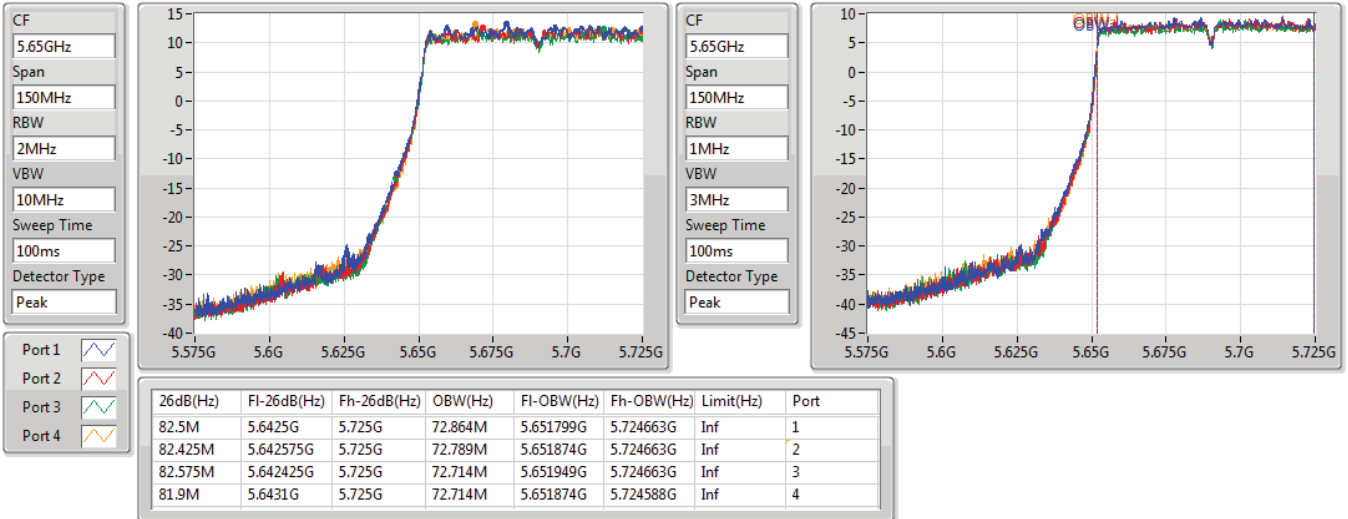 CF
5.65GHz
Span
150MHz
RBW
2MHz
VBW
10MHz
Sweep Time
100ms
Detector Type
Peak
15
10
5
0
-5
-10
-15
-20
-25
-30
-35
-40
5.575G 5.6G 5.625G 5.65G 5.675G 5.7G 5.725G
CF
5.65GHz
Span
150MHz
RBW
1MHz
VBW
3MHz
Sweep Time
100ms
Detector Type
Peak
10
5
0
-5
-10
-15
-20
-25
-30
-35
-40
-45
5.575G 5.6G 5.625G 5.65G 5.675G 5.7G 5.725G
Port 1
Port 2
Port 3
Port 4
26dB(Hz) Fl-26dB(Hz) Fh-26dB(Hz) OBW(Hz) Fl-OBW(Hz) Fh-OBW(Hz) Limit(Hz) Port
82.5M 5.6425G 5.725G 72.864M 5.651799G 5.724663G Inf 1
82.425M 5.642575G 5.725G 72.789M 5.651874G 5.724663G Inf 2
82.575M 5.642425G 5.725G 72.714M 5.651949G 5.724663G Inf 3
81.9M 5.6431G 5.725G 72.714M 5.651874G 5.724588G Inf 4